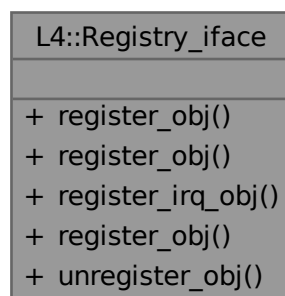 L4::Registry_iface
+ register_obj()
+ register_obj()
+ register_irq_obj()
+ register_obj()
+ unregister_obj()